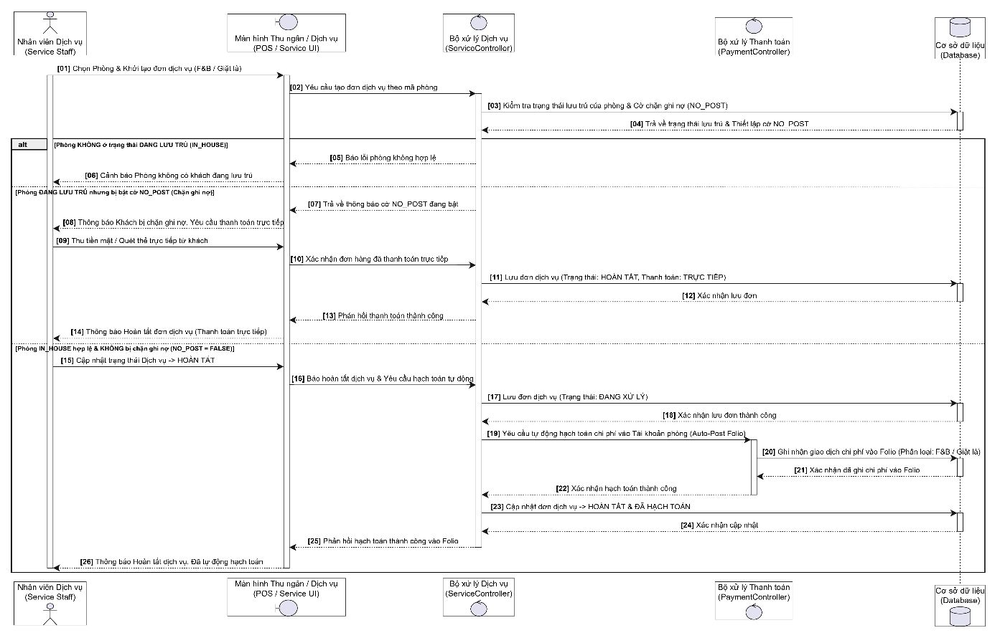 Nhân viên Dịch vụ
(Service Staff)
Màn hình Thu ngân / Dịch vụ
(POS / Service UI)
Bộ xử lý Dịch vụ
(ServiceController)
Bộ xử lý Thanh toán
(PaymentController)
Cơ sở dữ liệu
(Database)
[01] Chọn Phòng & Khởi tạo đơn dịch vụ (F&B / Giặt là)
[02] Yêu cầu tạo đơn dịch vụ theo mã phòng
[03] Kiểm tra trạng thái lưu trú của phòng & Cờ chặn ghi nợ (NO_POST)
[04] Trả về trạng thái lưu trú & Thiết lập cờ NO_POST
alt
[Phòng KHÔNG ở trạng thái ĐANG LƯU TRÚ (IN_HOUSE)]
[05] Báo lỗi phòng không hợp lệ
[06] Cảnh báo Phòng không có khách đang lưu trú
[Phòng ĐANG LƯU TRÚ nhưng bị bật cờ NO_POST (Chặn ghi nợ)]
[07] Trả về thông báo cờ NO_POST đang bật
[08] Thông báo Khách bị chặn ghi nợ. Yêu cầu thanh toán trực tiếp
[09] Thu tiền mặt / Quét thẻ trực tiếp từ khách
[10] Xác nhận đơn hàng đã thanh toán trực tiếp
[11] Lưu đơn dịch vụ (Trạng thái: HOÀN TẤT, Thanh toán: TRỰC TIẾP)
[12] Xác nhận lưu đơn
[13] Phản hồi thanh toán thành công
[14] Thông báo Hoàn tất đơn dịch vụ (Thanh toán trực tiếp)
[Phòng IN_HOUSE hợp lệ & KHÔNG bị chặn ghi nợ (NO_POST = FALSE)]
[15] Cập nhật trạng thái Dịch vụ -> HOÀN TẤT
[16] Báo hoàn tất dịch vụ & Yêu cầu hạch toán tự động
[17] Lưu đơn dịch vụ (Trạng thái: ĐANG XỬ LÝ)
[18] Xác nhận lưu đơn thành công
[19] Yêu cầu tự động hạch toán chi phí vào Tài khoản phòng (Auto-Post Folio)
[20] Ghi nhận giao dịch chi phí vào Folio (Phân loại: F&B / Giặt là)
[21] Xác nhận đã ghi chi phí vào Folio
[22] Xác nhận hạch toán thành công
[23] Cập nhật đơn dịch vụ -> HOÀN TẤT & ĐÃ HẠCH TOÁN
[24] Xác nhận cập nhật
[25] Phản hồi hạch toán thành công vào Folio
[26] Thông báo Hoàn tất dịch vụ. Đã tự động hạch toán
Nhân viên Dịch vụ
(Service Staff)
Màn hình Thu ngân / Dịch vụ
(POS / Service UI)
Bộ xử lý Dịch vụ
(ServiceController)
Bộ xử lý Thanh toán
(PaymentController)
Cơ sở dữ liệu
(Database)